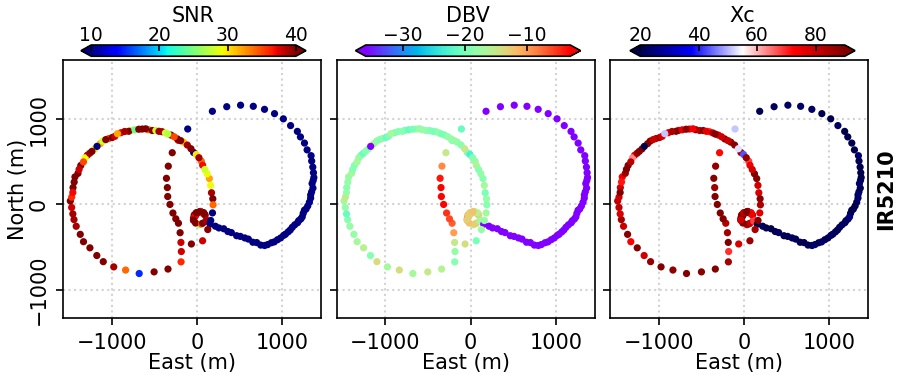 SNR DBV Xc
10 20 30 40 −30 −20 −10 20 40 60 80
1000
0
−1000
North (m)
−1000 0 1000 −1000 0 1000 −1000 0 1000
East (m) East (m) East (m)
IR5210